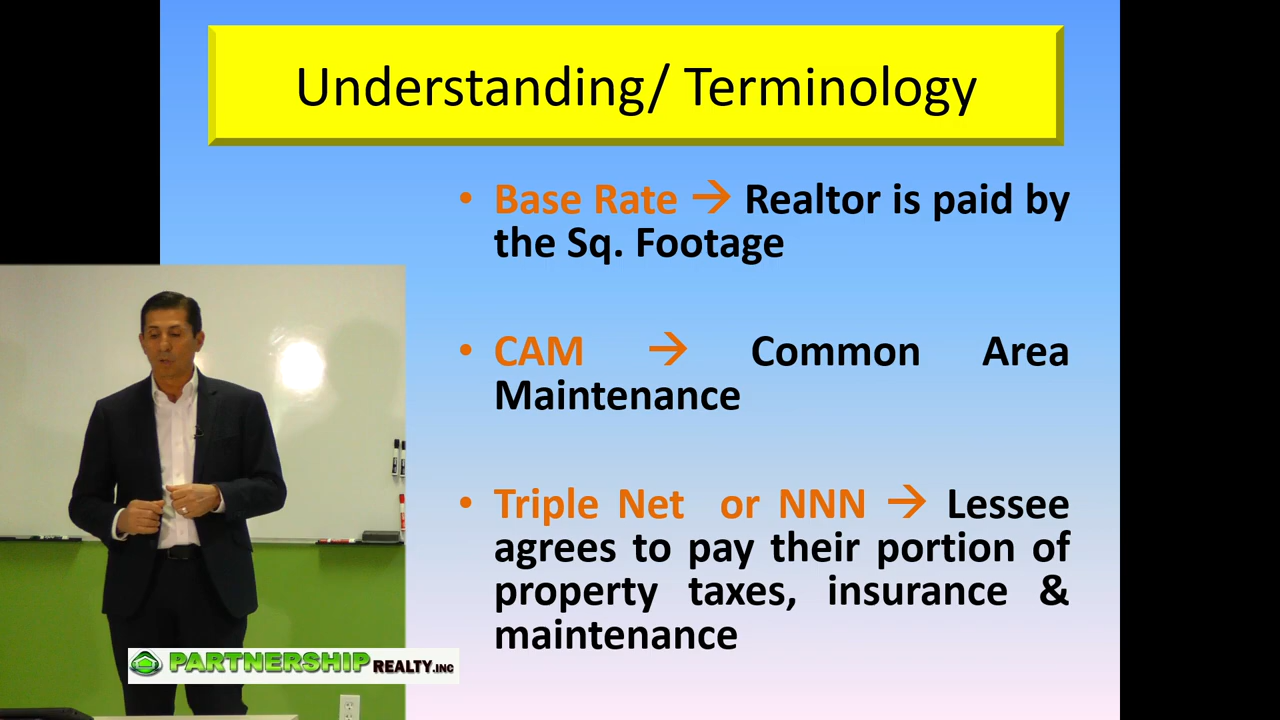 Understanding/ Terminology
• Base Rate → Realtor is paid by
the Sq. Footage
• CAM → Common Area
Maintenance
• Triple Net or NNN → Lessee
agrees to pay their portion of
property taxes, insurance &
maintenance
PARTNERSHIP REALTY.INC